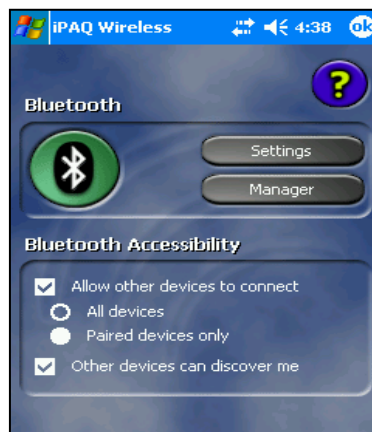 iPAQ Wireless 4:38 ok
?
Bluetooth
Settings
Manager
Bluetooth Accessibility
Allow other devices to connect
All devices
Paired devices only
Other devices can discover me